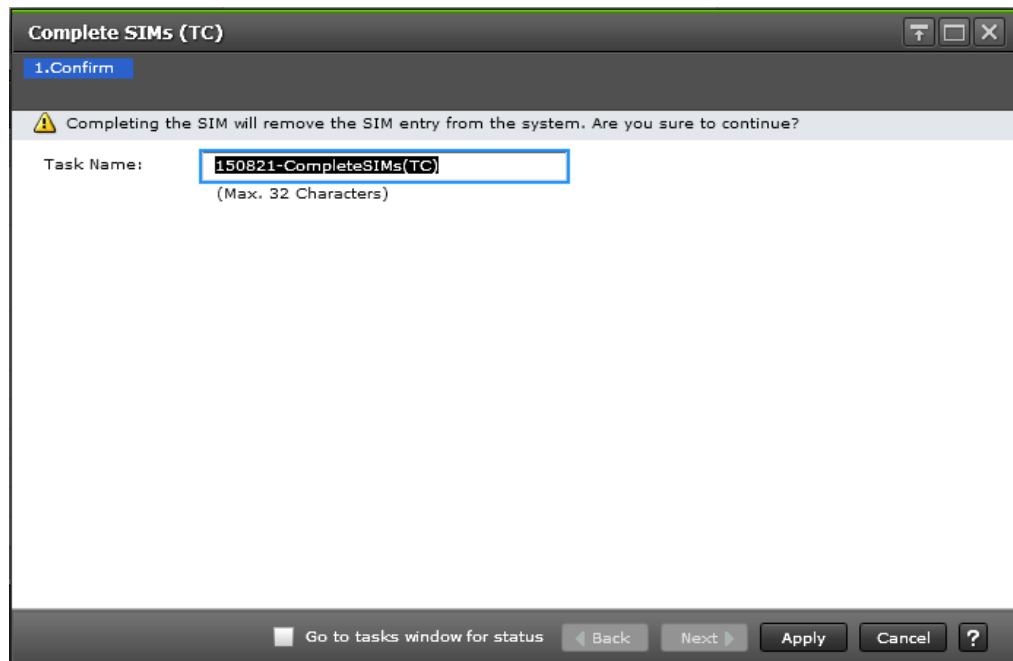 Complete SIMs (TC)
1.Confirm
Completing the SIM will remove the SIM entry from the system. Are you sure to continue?
Task Name: 150821-CompleteSIMs(TC)
(Max. 32 Characters)
Go to tasks window for status Back Next Apply Cancel ?